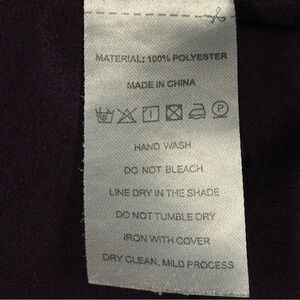 MATERIAL: 100% POLYESTER
MADE IN CHINA
P
HAND WASH
DO NOT BLEACH
LINE DRY IN THE SHADE
DO NOT TUMBLE DRY
IRON WITH COVER
DRY CLEAN, MILD PROCESS